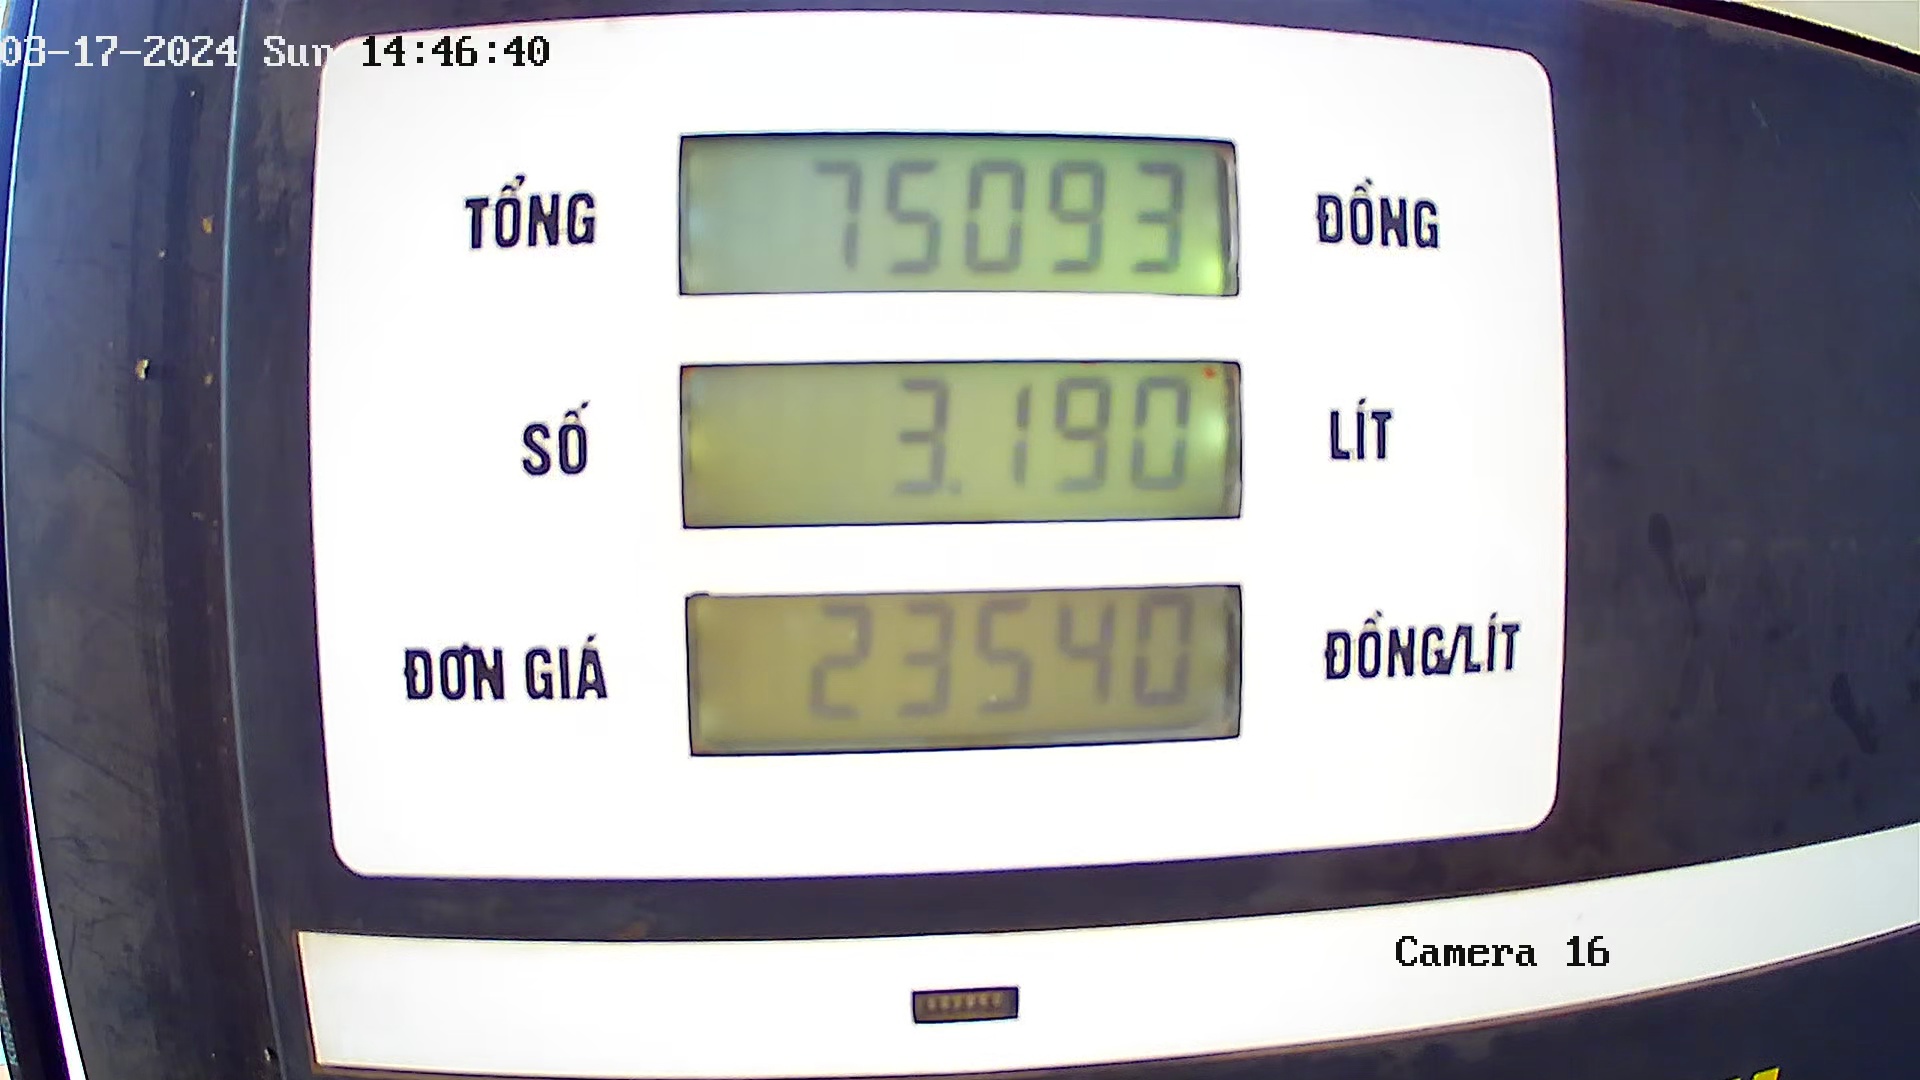 03-17-2024 Sun 14:46:40
TỔNG 75093 ĐỒNG
SỐ 3.190 LÍT
ĐƠN GIÁ 23540 ĐỒNG/LÍT
Camera 16